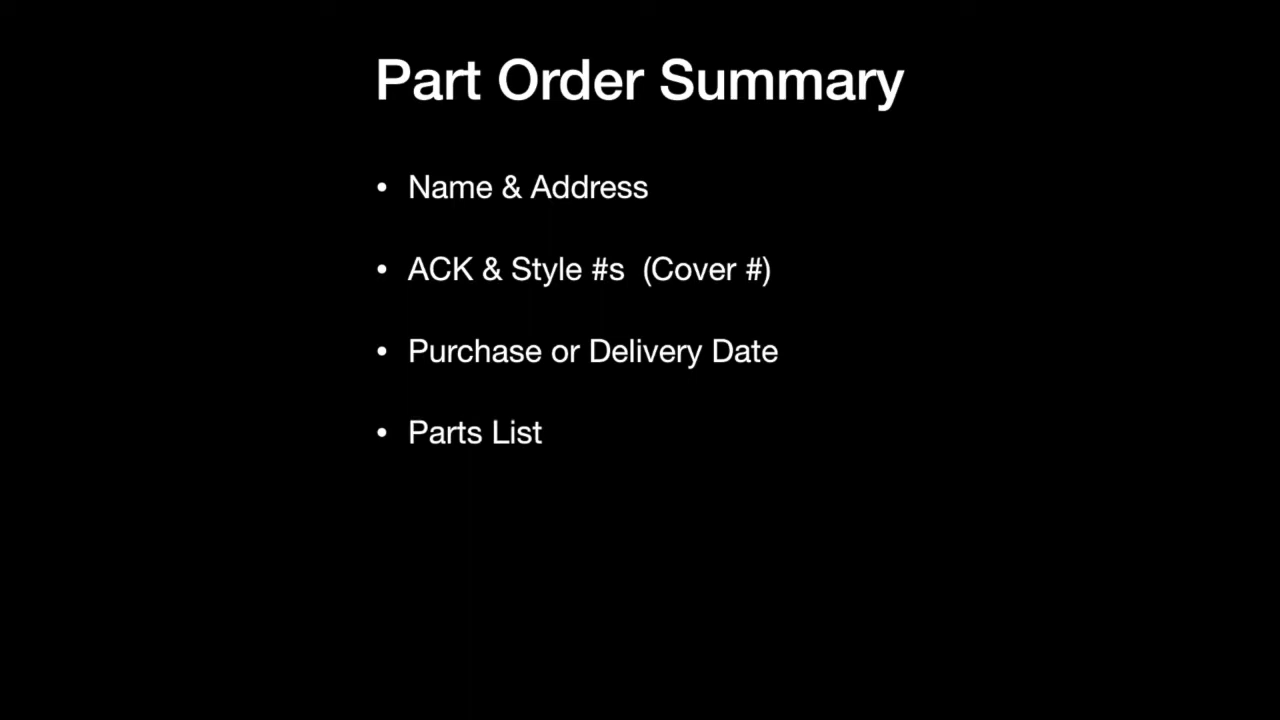 Part Order Summary
• Name & Address
• ACK & Style #s (Cover #)
• Purchase or Delivery Date
• Parts List